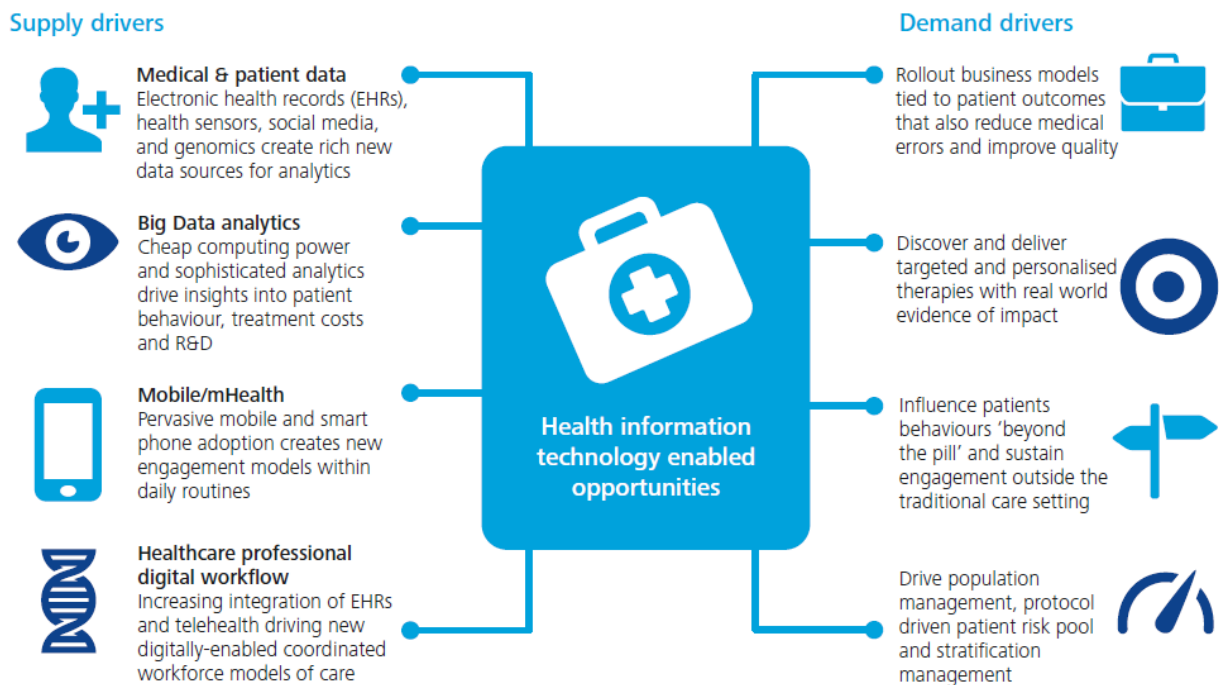 Supply drivers
Medical & patient data
Electronic health records (EHRs),
health sensors, social media,
and genomics create rich new
data sources for analytics
Big Data analytics
Cheap computing power
and sophisticated analytics
drive insights into patient
behaviour, treatment costs
and R&D
Mobile/mHealth
Pervasive mobile and smart
phone adoption creates new
engagement models within
daily routines
Healthcare professional
digital workflow
Increasing integration of EHRs
and telehealth driving new
digitally-enabled coordinated
workforce models of care
Health information
technology enabled
opportunities
Demand drivers
Rollout business models
tied to patient outcomes
that also reduce medical
errors and improve quality
Discover and deliver
targeted and personalised
therapies with real world
evidence of impact
Influence patients
behaviours ‘beyond
the pill’ and sustain
engagement outside the
traditional care setting
Drive population
management, protocol
driven patient risk pool
and stratification
management